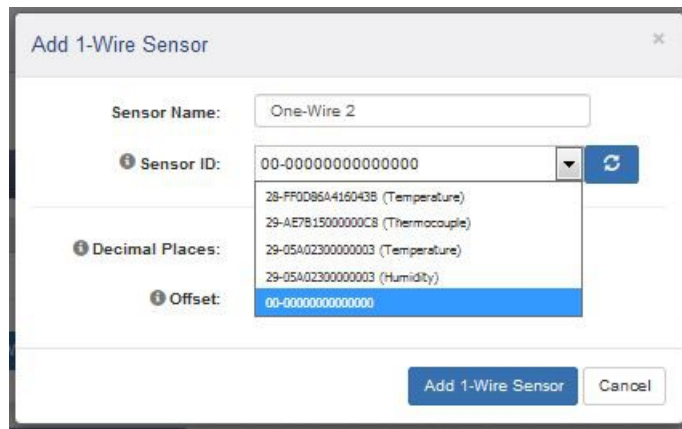 Add 1-Wire Sensor ×
Sensor Name: One-Wire 2
Sensor ID: 00-00000000000000
28-FF0D86A416043B (Temperature)
29-AE7B15000000C8 (Thermocouple)
29-05A02300000003 (Temperature)
Decimal Places:
29-05A02300000003 (Humidity)
Offset: 00-00000000000000
Add 1-Wire Sensor Cancel